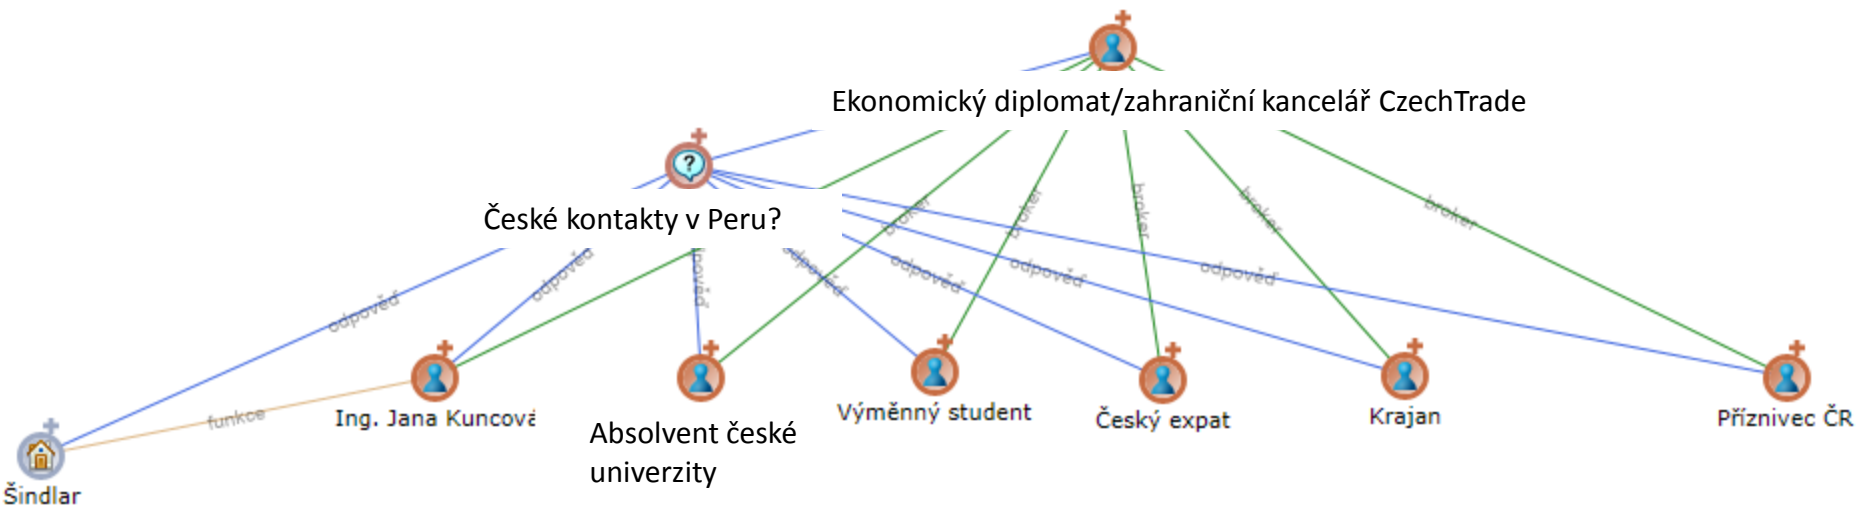 Ekonomický diplomat/zahraniční kancelář CzechTrade
?
České kontakty v Peru?
broker
broker
broker
broker
broker
odpověď
odpověď
odpověď
odpověď
odpověď
odpověď
odpověď
funkce
Ing. Jana Kuncová
Absolvent české
univerzity
Výměnný student
Český expat
Krajan
Příznivec ČR
Šindlar